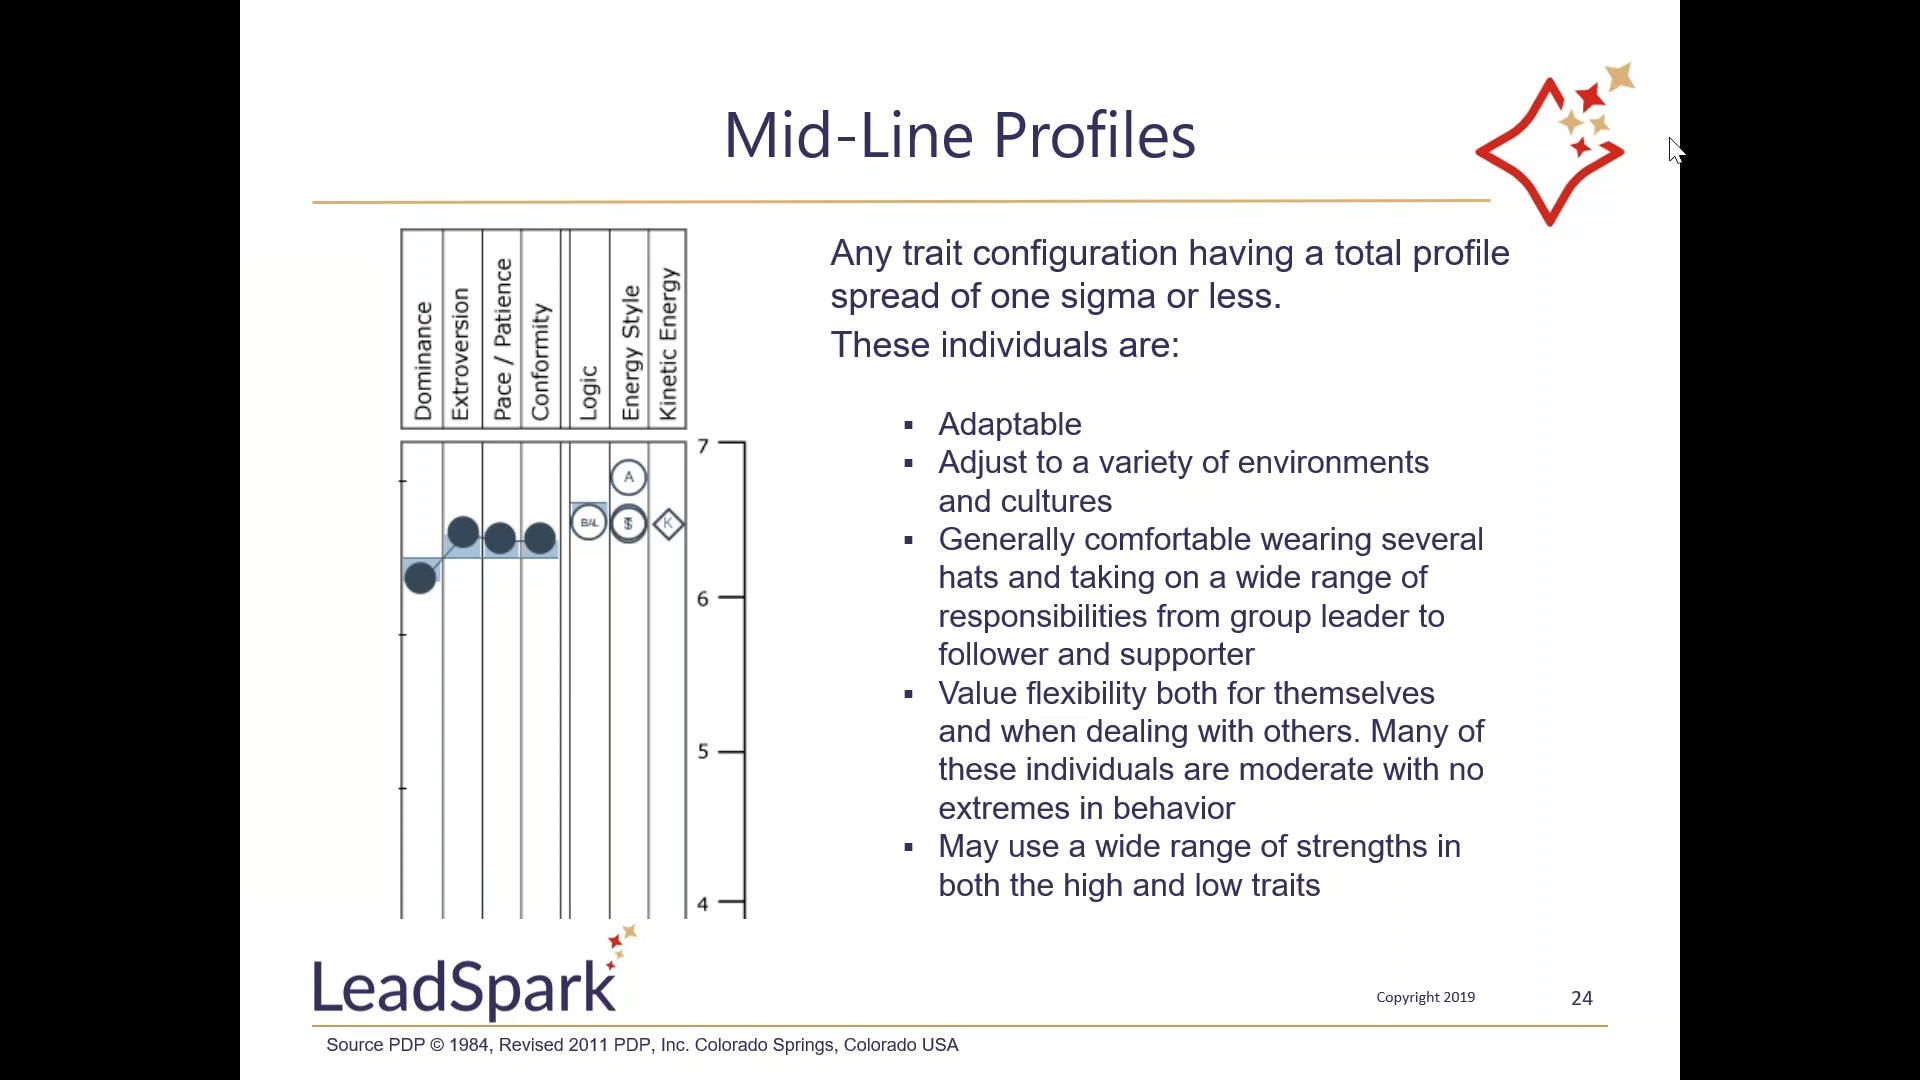 Mid-Line Profiles
Dominance
Extroversion
Pace / Patience
Conformity
Logic
Energy Style
Kinetic Energy
7
A
BAL
K
6
5
4
Any trait configuration having a total profile
spread of one sigma or less.
These individuals are:
▪ Adaptable
▪ Adjust to a variety of environments
and cultures
▪ Generally comfortable wearing several
hats and taking on a wide range of
responsibilities from group leader to
follower and supporter
▪ Value flexibility both for themselves
and when dealing with others. Many of
these individuals are moderate with no
extremes in behavior
▪ May use a wide range of strengths in
both the high and low traits
LeadSpark
Copyright 2019
24
Source PDP © 1984, Revised 2011 PDP, Inc. Colorado Springs, Colorado USA